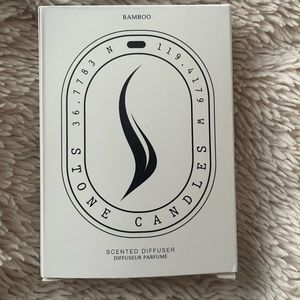 BAMBOO
36.7783 N 119.4179 W
STONE CANDLES
SCENTED DIFFUSER
DIFFUSEUR PARFUMÉ